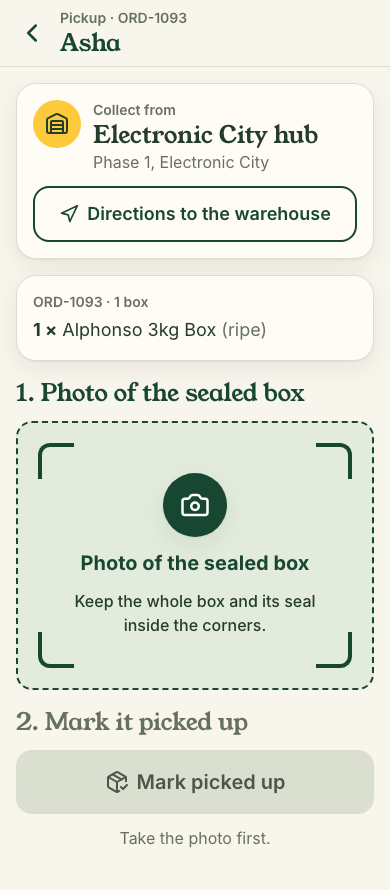 Pickup · ORD-1093
Asha
Collect from
Electronic City hub
Phase 1, Electronic City
Directions to the warehouse
ORD-1093 · 1 box
1 × Alphonso 3kg Box (ripe)
1. Photo of the sealed box
Photo of the sealed box
Keep the whole box and its seal
inside the corners.
2. Mark it picked up
Mark picked up
Take the photo first.